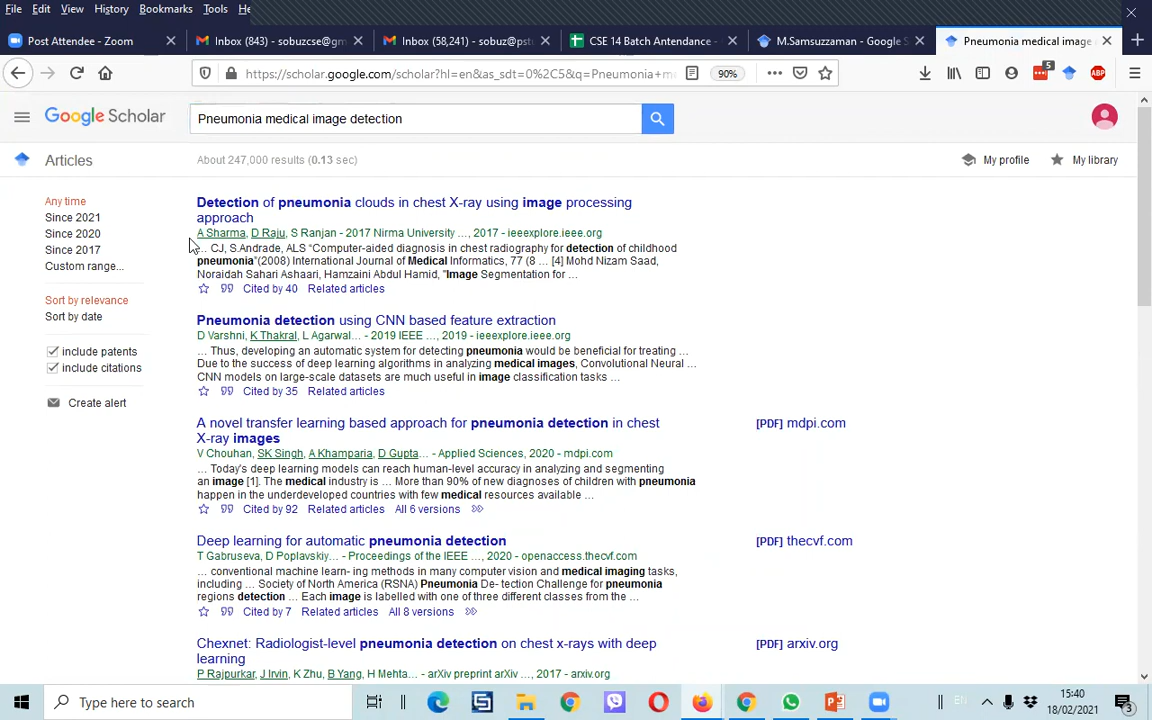 File Edit View History Bookmarks Tools He
Post Attendee - Zoom
Inbox (843) — sobuzcse@gm
Inbox (58,241) - sobuz@pst
CSE 14 Batch Antendance -
M.Samsuzzaman - Google S
Pneumonia medical image
https://scholar.google.com/scholar?hl=en&as_sdt=0%2C5&q=Pneumonia+m
90%
5
ABP
Google Scholar
Pneumonia medical image detection
Articles
About 247,000 results (0.13 sec)
My profile
My library
Any time
Since 2021
Since 2020
Since 2017
Custom range...
Sort by relevance
Sort by date
include patents
include citations
Create alert
Detection of pneumonia clouds in chest X-ray using image processing
approach
A Sharma, D Raju, S Ranjan - 2017 Nirma University ..., 2017 - ieeexplore.ieee.org
... CJ, S.Andrade, ALS "Computer-aided diagnosis in chest radiography for detection of childhood
pneumonia"(2008) International Journal of Medical Informatics, 77 (8 ... [4] Mohd Nizam Saad,
Noraidah Sahari Ashaari, Hamzaini Abdul Hamid, "Image Segmentation for ...
Cited by 40 Related articles
Pneumonia detection using CNN based feature extraction
D Varshni, K Thakral, L Agarwal... - 2019 IEEE ..., 2019 - ieeexplore.ieee.org
... Thus, developing an automatic system for detecting pneumonia would be beneficial for treating ...
Due to the success of deep learning algorithms in analyzing medical images, Convolutional Neural ...
CNN models on large-scale datasets are much useful in image classification tasks ...
Cited by 35 Related articles
A novel transfer learning based approach for pneumonia detection in chest
X-ray images
[PDF] mdpi.com
V Chouhan, SK Singh, A Khamparia, D Gupta... - Applied Sciences, 2020 - mdpi.com
... Today's deep learning models can reach human-level accuracy in analyzing and segmenting
an image [1]. The medical industry is ... More than 90% of new diagnoses of children with pneumonia
happen in the underdeveloped countries with few medical resources available ...
Cited by 92 Related articles All 6 versions
Deep learning for automatic pneumonia detection
[PDF] thecvf.com
T Gabruseva, D Poplavskiy... - Proceedings of the IEEE ..., 2020 - openaccess.thecvf.com
... conventional machine learn- ing methods in many computer vision and medical imaging tasks,
including ... Society of North America (RSNA) Pneumonia De- tection Challenge for pneumonia
regions detection ... Each image is labelled with one of three different classes from the ...
Cited by 7 Related articles All 8 versions
Chexnet: Radiologist-level pneumonia detection on chest x-rays with deep
learning
[PDF] arxiv.org
P Rajpurkar, J Irvin, K Zhu, B Yang, H Mehta... - arXiv preprint arXiv ..., 2017 - arxiv.org
Type here to search
EN
15:40
18/02/2021
3